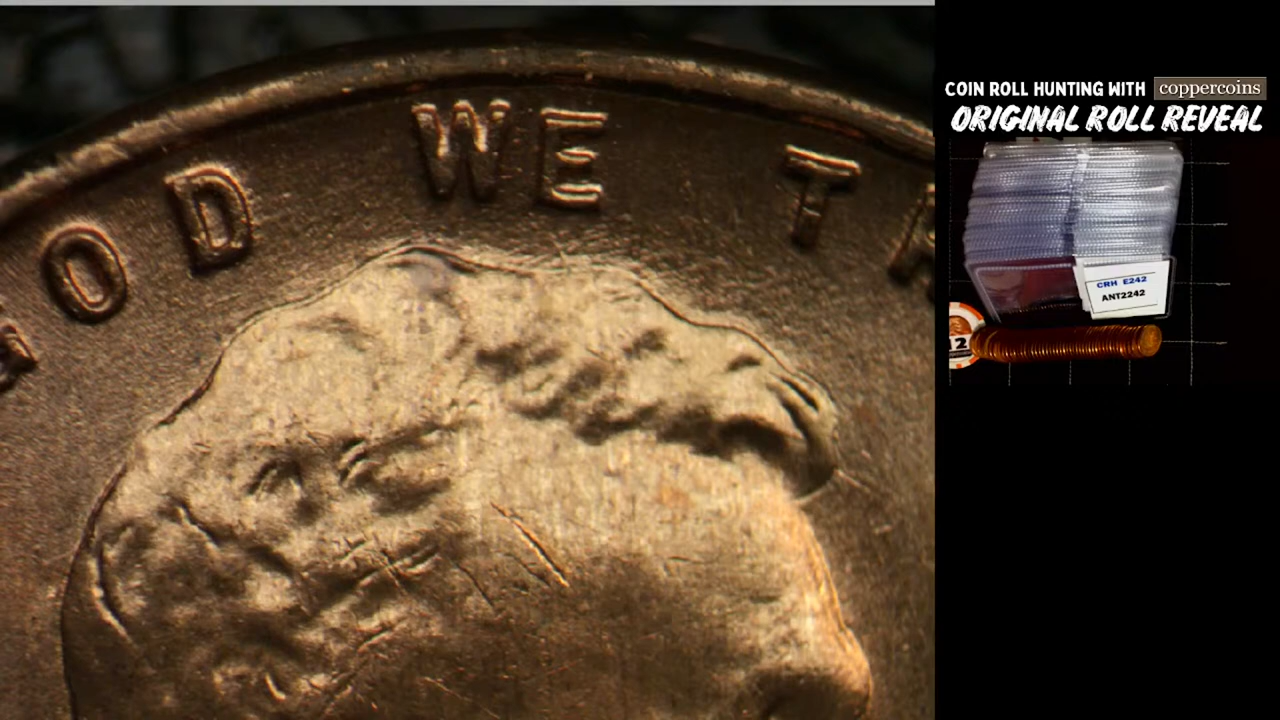 OD WE T
COIN ROLL HUNTING WITH coppercoins
ORIGINAL ROLL REVEAL
CRH E242
ANT2242